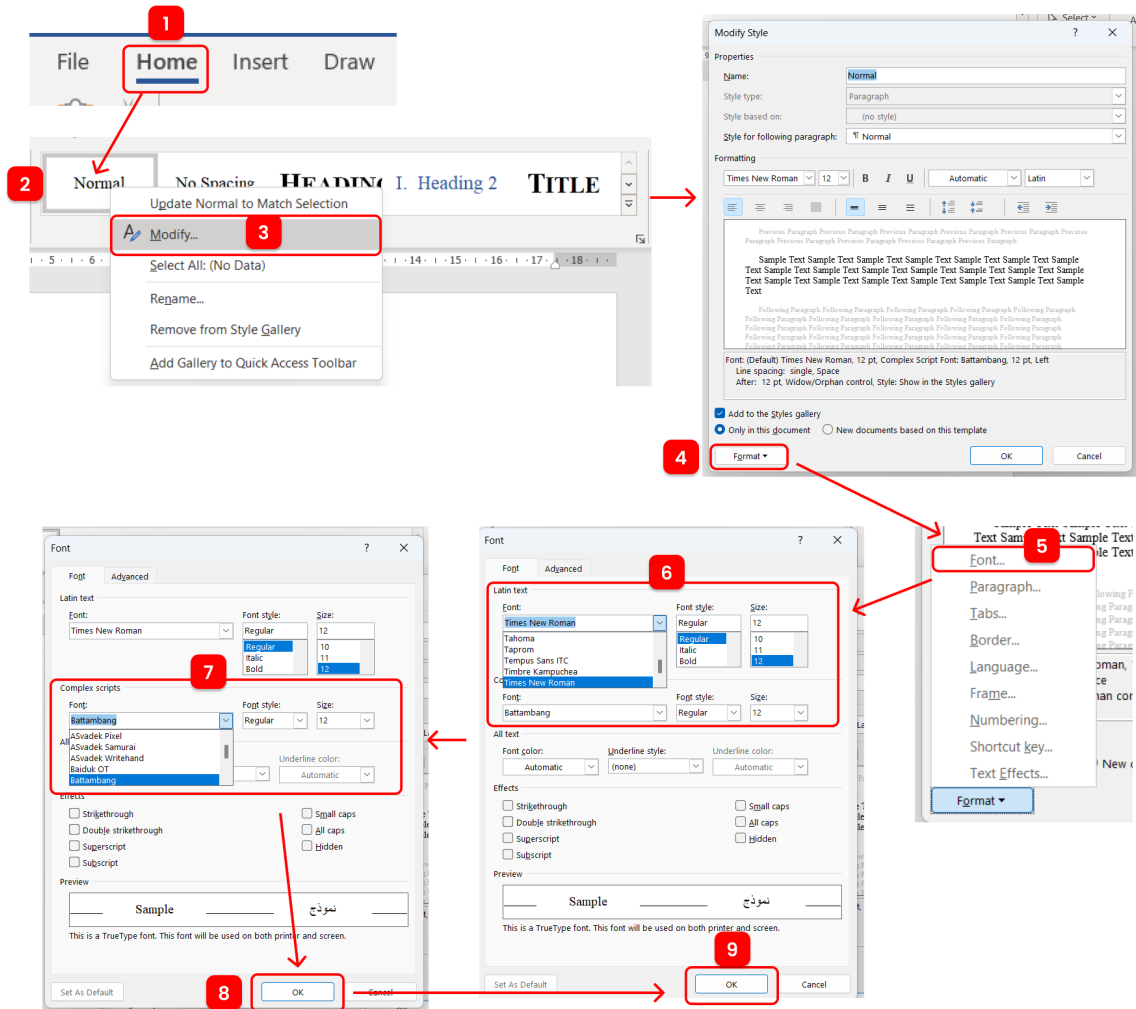 1
File Home Insert Draw
2
Normal No Spacing HEADING I. Heading 2 TITLE
Update Normal to Match Selection
Modify... 3
Select All: (No Data)
Rename...
Remove from Style Gallery
Add Gallery to Quick Access Toolbar
· 5 · 6 · · 14 · 15 · 16 · 17 · 18 ·
Select
Modify Style ? ×
Properties
Name: Normal
Style type: Paragraph
Style based on: (no style)
Style for following paragraph: ¶ Normal
Formatting
Times New Roman 12 B I U Automatic Latin
Previous Paragraph Previous Paragraph Previous Paragraph Previous Paragraph Previous Paragraph Previous
Paragraph Previous Paragraph Previous Paragraph Previous Paragraph Previous Paragraph
Sample Text Sample Text Sample Text Sample Text Sample Text Sample Text Sample
Text Sample Text Sample Text Sample Text Sample Text Sample Text Sample Text Sample
Text Sample Text Sample Text Sample Text Sample Text Sample Text Sample Text Sample
Text
Following Paragraph Following Paragraph Following Paragraph Following Paragraph Following Paragraph
Following Paragraph Following Paragraph Following Paragraph Following Paragraph Following Paragraph
Following Paragraph Following Paragraph Following Paragraph Following Paragraph Following Paragraph
Following Paragraph Following Paragraph Following Paragraph Following Paragraph Following Paragraph
Following Paragraph Following Paragraph Following Paragraph Following Paragraph Following Paragraph
Font: (Default) Times New Roman, 12 pt, Complex Script Font: Battambang, 12 pt, Left
Line spacing: single, Space
After: 12 pt, Widow/Orphan control, Style: Show in the Styles gallery
Add to the Styles gallery
Only in this document New documents based on this template
4 Format OK Cancel
Text Sample Text
5
Font...
Paragraph...
Tabs...
Border...
Language...
Frame...
Numbering...
Shortcut key...
Text Effects...
New
Format
Font ? ×
Font Advanced
6
Latin text
Font: Font style: Size:
Times New Roman Regular 12
Tahoma Regular 10
Taprom Italic 11
Tempus Sans ITC Bold 12
Timbre Kampuchea
Times New Roman
Font: Font style: Size:
Battambang Regular 12
All text
Font color: Underline style: Underline color:
Automatic (none) Automatic
Effects
Strikethrough Small caps
Double strikethrough All caps
Superscript Hidden
Subscript
Preview
Sample نموذج
This is a TrueType font. This font will be used on both printer and screen.
9
Set As Default OK Cancel
Font ? ×
Font Advanced
Latin text
Font: Font style: Size:
Times New Roman Regular 12
Regular 10
Italic 11
Bold 12
7
Complex scripts
Font: Font style: Size:
Battambang Regular 12
ASvadek Pixel
ASvadek Samurai
ASvadek Writehand Underline color:
Baiduk OT Automatic
Battambang
Effects
Strikethrough Small caps
Double strikethrough All caps
Superscript Hidden
Subscript
Preview
Sample نموذج
This is a TrueType font. This font will be used on both printer and screen.
Set As Default 8 OK Cancel